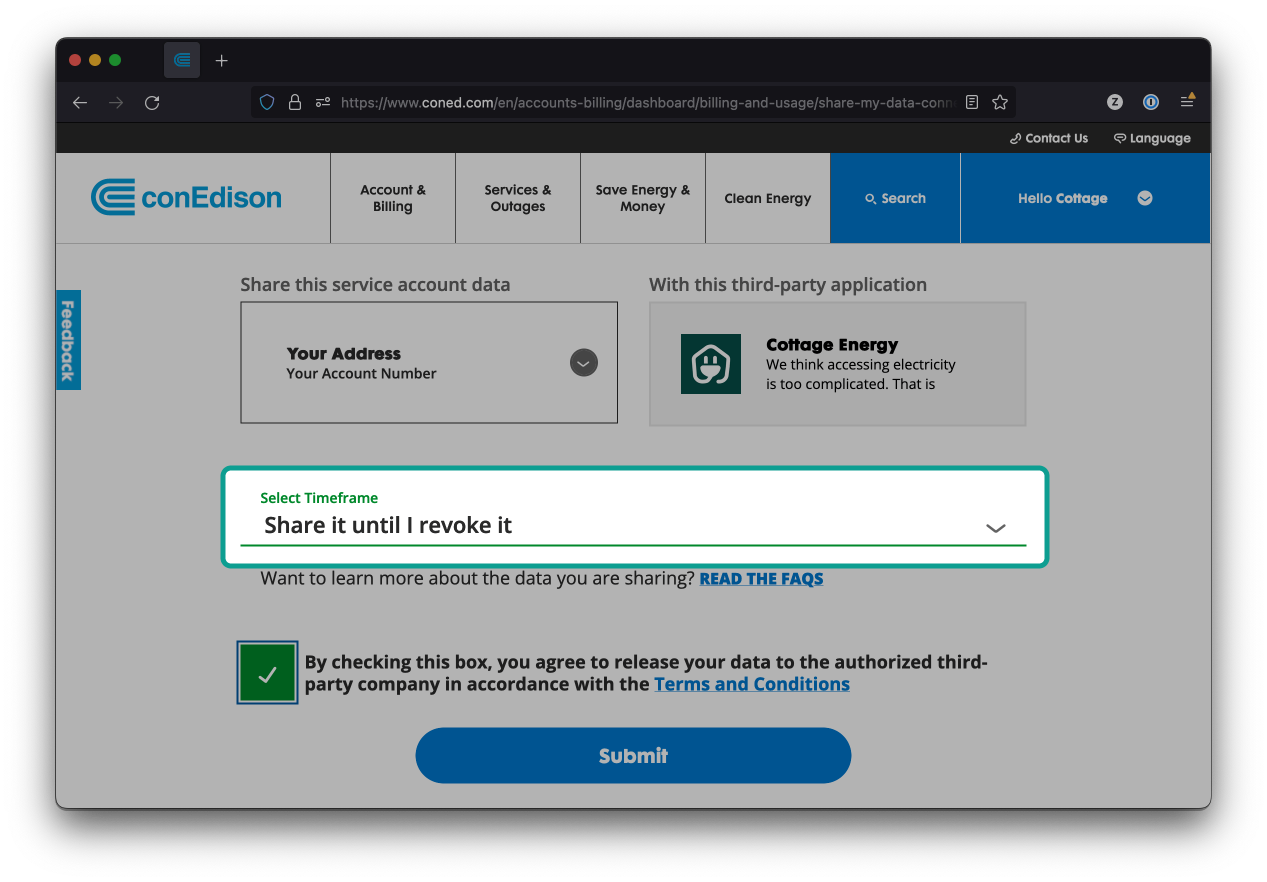 https://www.coned.com/en/accounts-billing/dashboard/billing-and-usage/share-my-data-conn
Z
Contact Us
Language
conEdison
Account &
Billing
Services &
Outages
Save Energy &
Money
Clean Energy
Search
Hello Cottage
Feedback
Share this service account data
Your Address
Your Account Number
With this third-party application
Cottage Energy
We think accessing electricity
is too complicated. That is
Select Timeframe
Share it until I revoke it
Want to learn more about the data you are sharing? READ THE FAQS
By checking this box, you agree to release your data to the authorized third-
party company in accordance with the Terms and Conditions
Submit